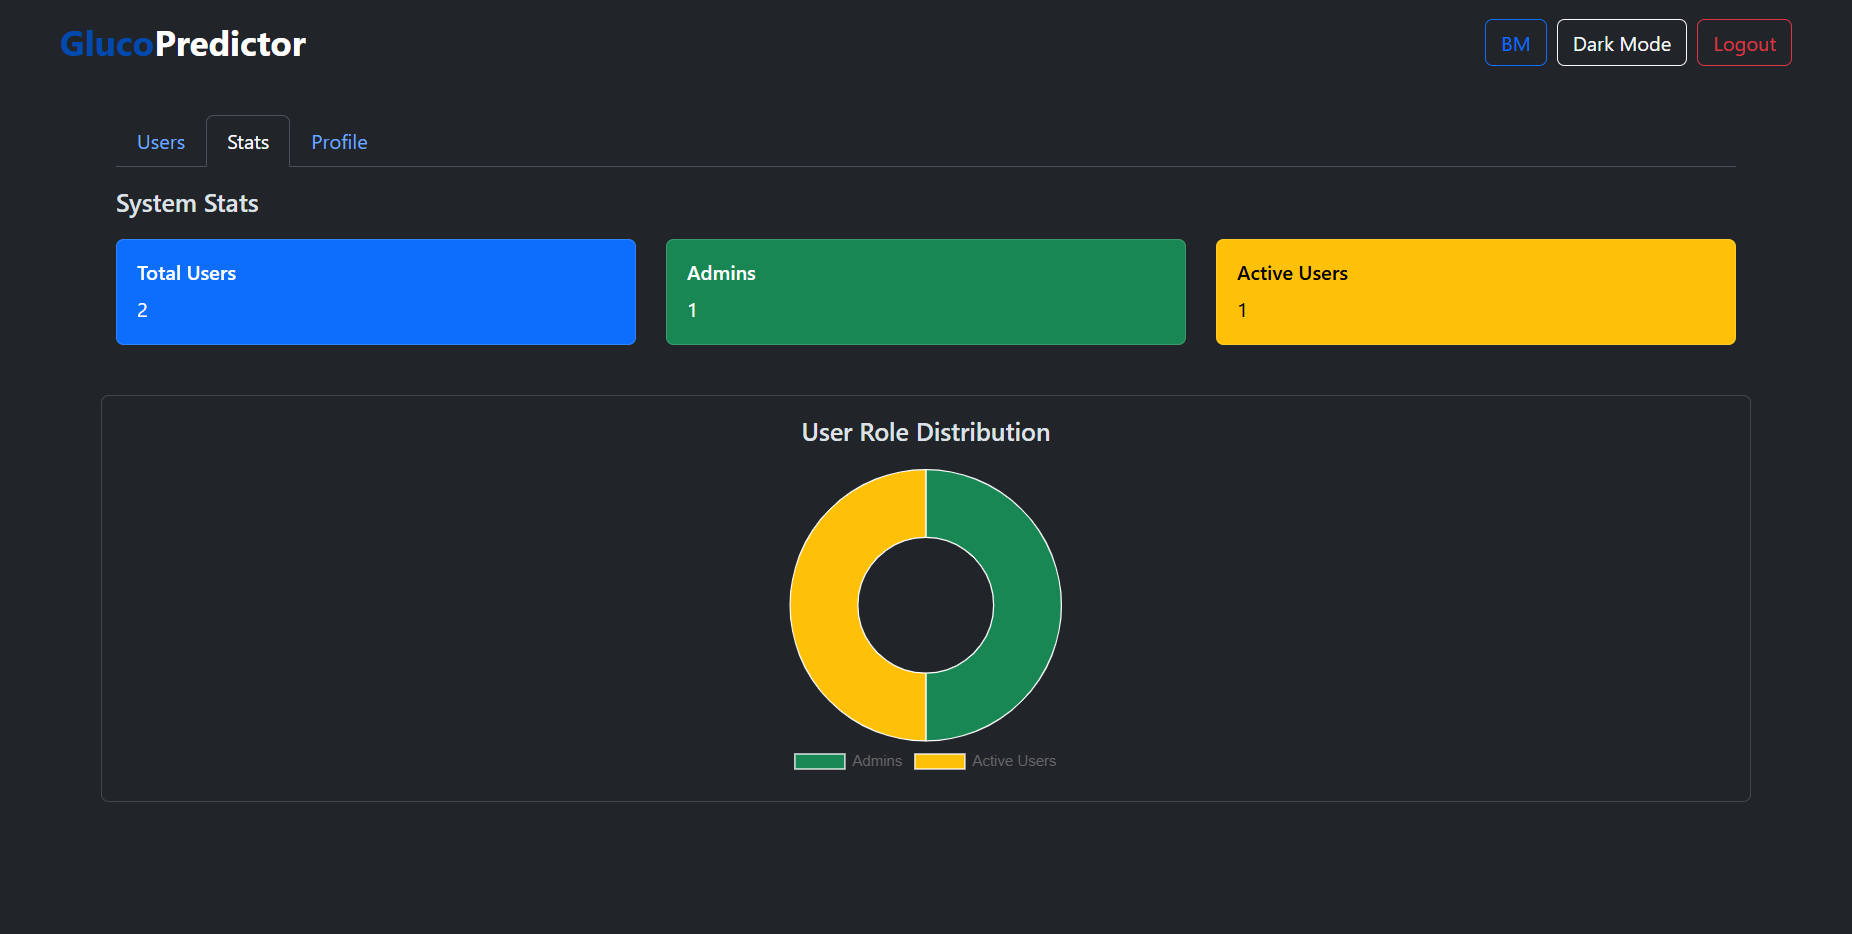 GlucoPredictor
BM
Dark Mode
Logout
Users
Stats
Profile
System Stats
Total Users
2
Admins
1
Active Users
1
User Role Distribution
Admins
Active Users